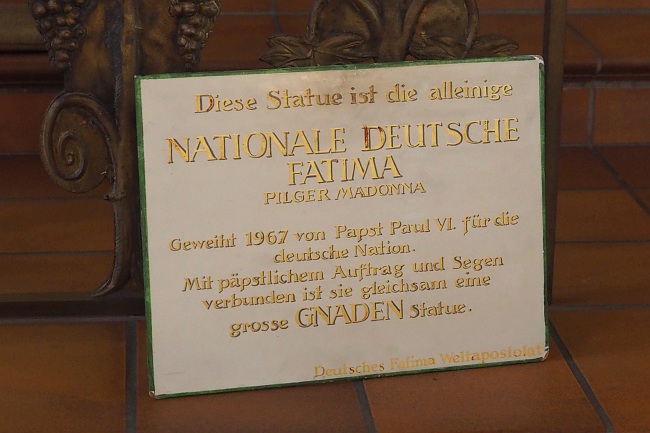 Diese Statue ist die alleinige
NATIONALE DEUTSCHE
FATIMA
PILGER MADONNA
Geweiht 1967 von Papst Paul VI. für die
deutsche Nation.
Mit päpstlichem Auftrag und Segen
verbunden ist sie gleichsam eine
grosse GNADEN Statue.
Deutsches Fatima Weltapostolat